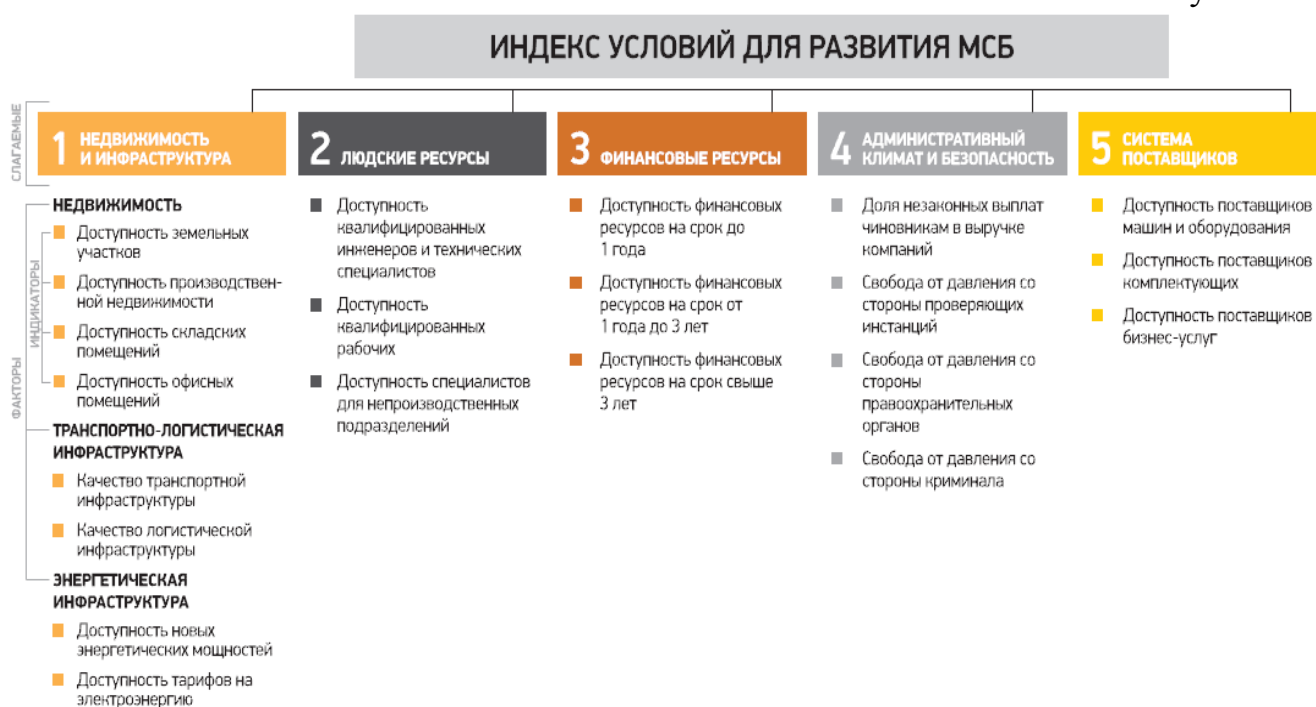 у
ИНДЕКС УСЛОВИЙ ДЛЯ РАЗВИТИЯ МСБ
СЛАГАЕМЫЕ
1 НЕДВИЖИМОСТЬ
И ИНФРАСТРУКТУРА
2 ЛЮДСКИЕ РЕСУРСЫ
3 ФИНАНСОВЫЕ РЕСУРСЫ
4 АДМИНИСТРАТИВНЫЙ
КЛИМАТ И БЕЗОПАСНОСТЬ
5 СИСТЕМА
ПОСТАВЩИКОВ
ФАКТОРЫ
ИНДИКАТОРЫ
НЕДВИЖИМОСТЬ
Доступность земельных
участков
Доступность производствен-
ной недвижимости
Доступность складских
помещений
Доступность офисных
помещений
ТРАНСПОРТНО-ЛОГИСТИЧЕСКАЯ
ИНФРАСТРУКТУРА
Качество транспортной
инфраструктуры
Качество логистической
инфраструктуры
ЭНЕРГЕТИЧЕСКАЯ
ИНФРАСТРУКТУРА
Доступность новых
энергетических мощностей
Доступность тарифов на
электроэнергию
Доступность
квалифицированных
инженеров и технических
специалистов
Доступность
квалифицированных
рабочих
Доступность специалистов
для непроизводственных
подразделений
Доступность финансовых
ресурсов на срок до
1 года
Доступность финансовых
ресурсов на срок от
1 года до 3 лет
Доступность финансовых
ресурсов на срок свыше
3 лет
Доля незаконных выплат
чиновникам в выручке
компаний
Свобода от давления со
стороны проверяющих
инстанций
Свобода от давления со
стороны
правоохранительных
органов
Свобода от давления со
стороны криминала
Доступность поставщиков
машин и оборудования
Доступность поставщиков
комплектующих
Доступность поставщиков
бизнес-услуг